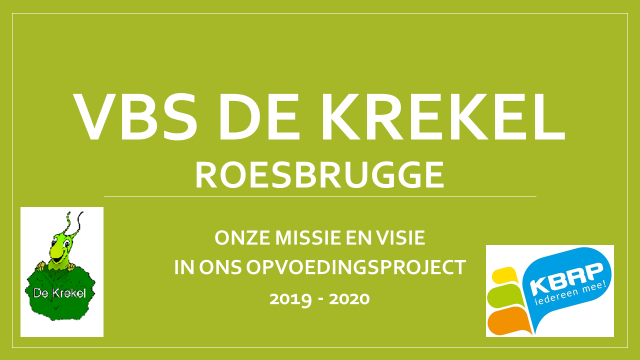 VBS DE KREKEL
ROESBRUGGE
ONZE MISSIE EN VISIE
IN ONS OPVOEDINGSPROJECT
2019 - 2020
De Krekel
KBRP
iedereen mee!